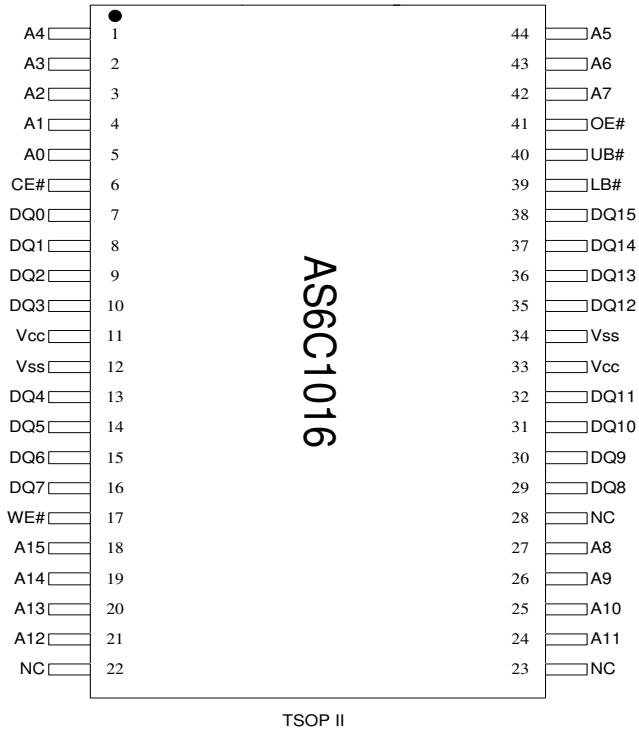 A4 1 44 A5
A3 2 43 A6
A2 3 42 A7
A1 4 41 OE#
A0 5 40 UB#
CE# 6 39 LB#
DQ0 7 38 DQ15
DQ1 8 37 DQ14
DQ2 9 36 DQ13
DQ3 10 35 DQ12
Vcc 11 34 Vss
Vss 12 33 Vcc
DQ4 13 32 DQ11
DQ5 14 31 DQ10
DQ6 15 30 DQ9
DQ7 16 29 DQ8
WE# 17 28 NC
A15 18 27 A8
A14 19 26 A9
A13 20 25 A10
A12 21 24 A11
NC 22 23 NC
AS6C1016
TSOP II